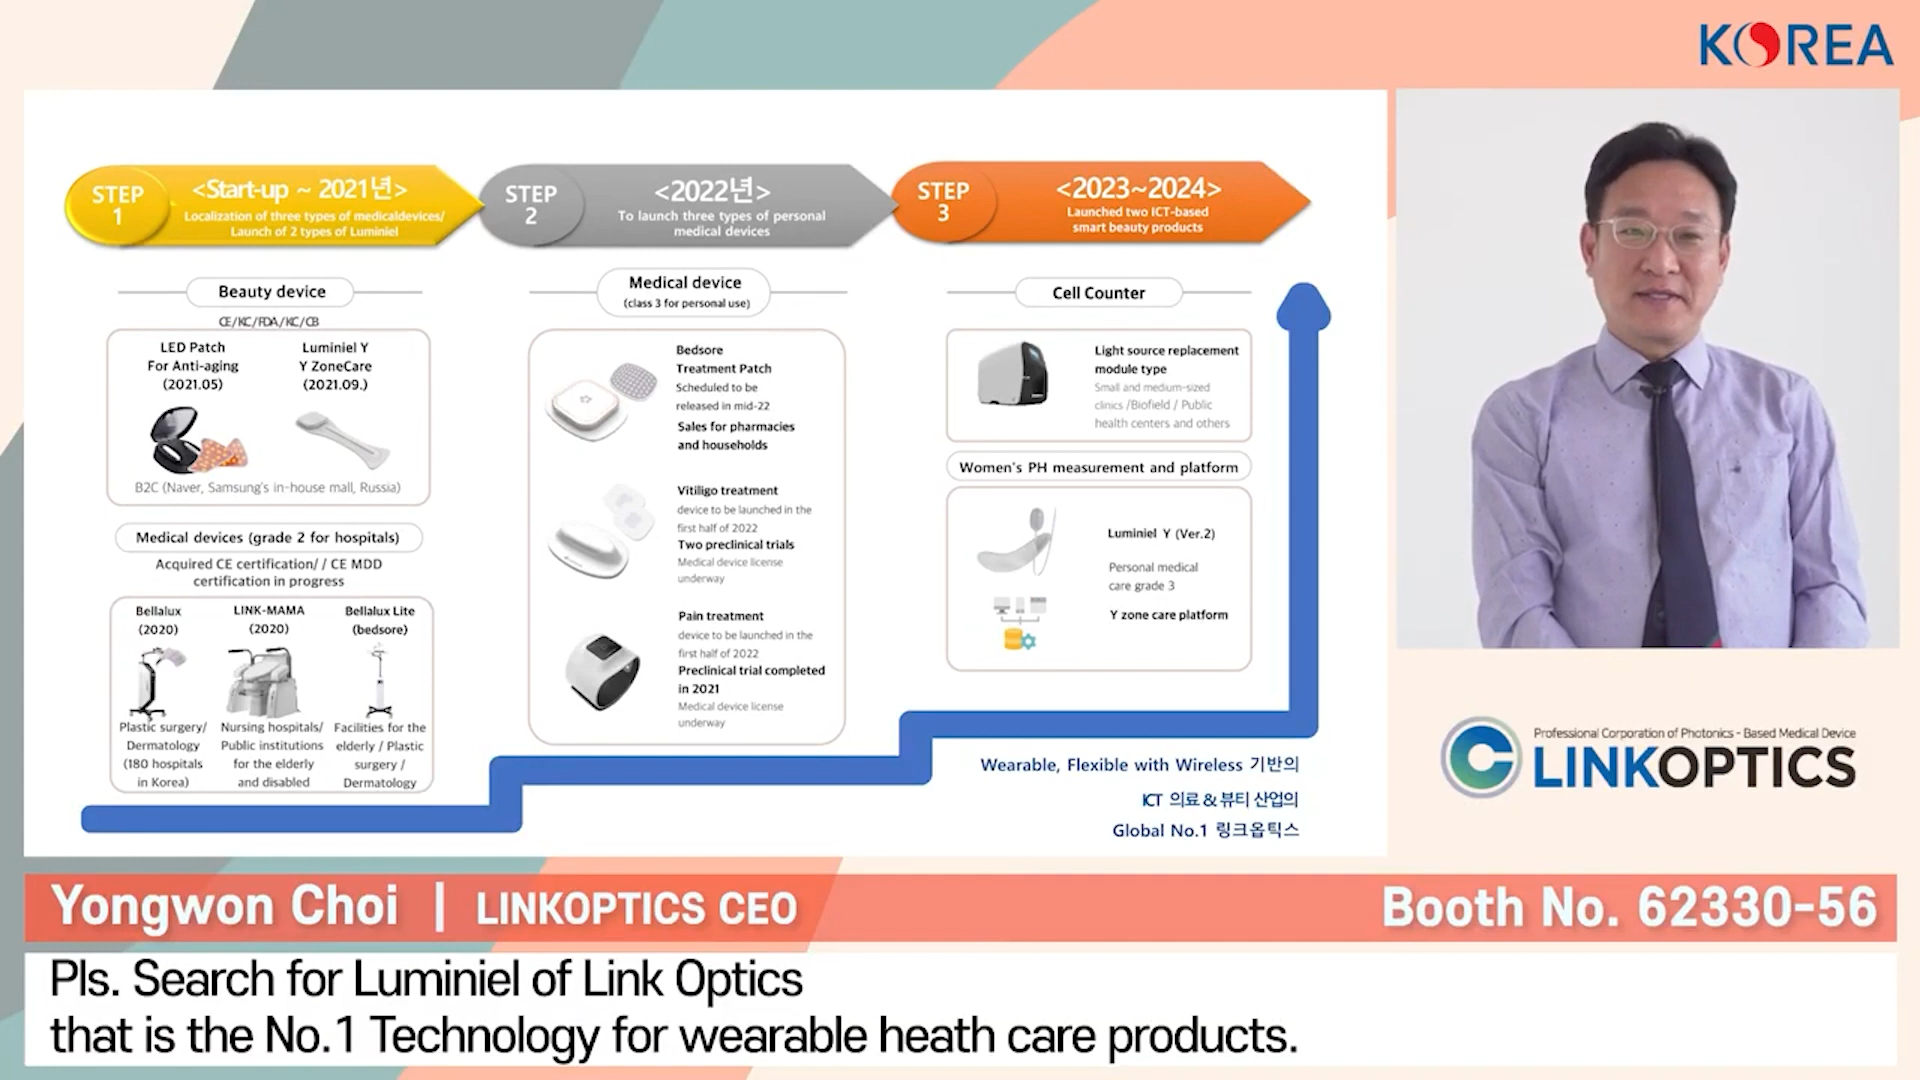 KOREA
STEP 1
<Start-up ~ 2021년>
Localization of three types of medicaldevices/
Launch of 2 types of Luminiel
STEP 2
<2022년>
To launch three types of personal
medical devices
STEP 3
<2023~2024>
Launched two ICT-based
smart beauty products
Beauty device
CE/KC/FDA/KC/CB
LED Patch
For Anti-aging
(2021.05)
Luminiel Y
Y ZoneCare
(2021.09.)
B2C (Naver, Samsung's in-house mall, Russia)
Medical devices (grade 2 for hospitals)
Acquired CE certification/ / CE MDD
certification in progress
Bellalux
(2020)
LINK-MAMA
(2020)
Bellalux Lite
(bedsore)
Plastic surgery/
Dermatology
(180 hospitals
in Korea)
Nursing hospitals/
Public institutions
for the elderly
and disabled
Facilities for the
elderly / Plastic
surgery /
Dermatology
Medical device
(class 3 for personal use)
Bedsore
Treatment Patch
Scheduled to be
released in mid-22
Sales for pharmacies
and households
Vitiligo treatment
device to be launched in the
first half of 2022
Two preclinical trials
Medical device license
underway
Pain treatment
device to be launched in the
first half of 2022
Preclinical trial completed
in 2021
Medical device license
underway
Cell Counter
Light source replacement
module type
Small and medium-sized
clinics /Biofield / Public
health centers and others
Women's PH measurement and platform
Luminiel Y (Ver.2)
Personal medical
care grade 3
Y zone care platform
Wearable, Flexible with Wireless 기반의
ICT 의료 & 뷰티 산업의
Global No.1 링크옵틱스
Professional Corporation of Photonics - Based Medical Device
LINKOPTICS
Yongwon Choi | LINKOPTICS CEO
Booth No. 62330-56
Pls. Search for Luminiel of Link Optics
that is the No.1 Technology for wearable heath care products.